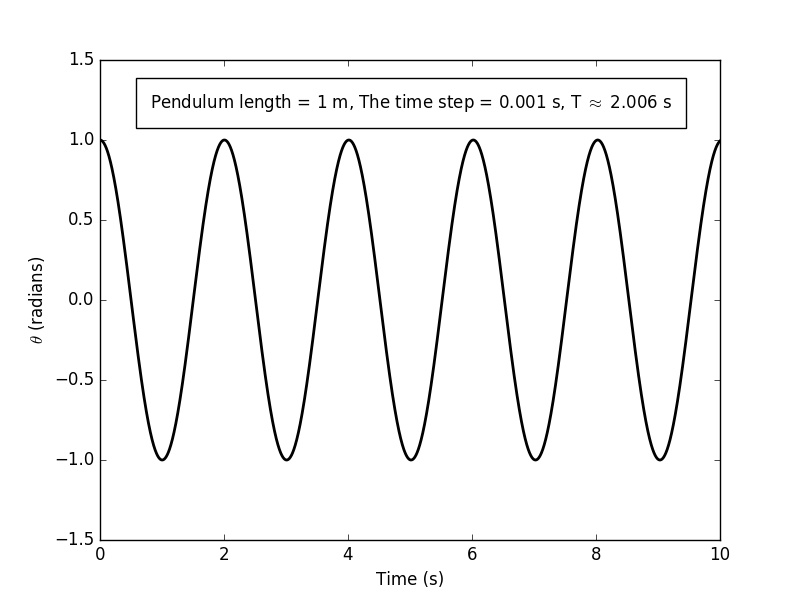 Pendulum length = 1 m, The time step = 0.001 s, T ≈ 2.006 s
1.5
1.0
0.5
0.0
−0.5
−1.0
−1.5
θ (radians)
0 2 4 6 8 10
Time (s)